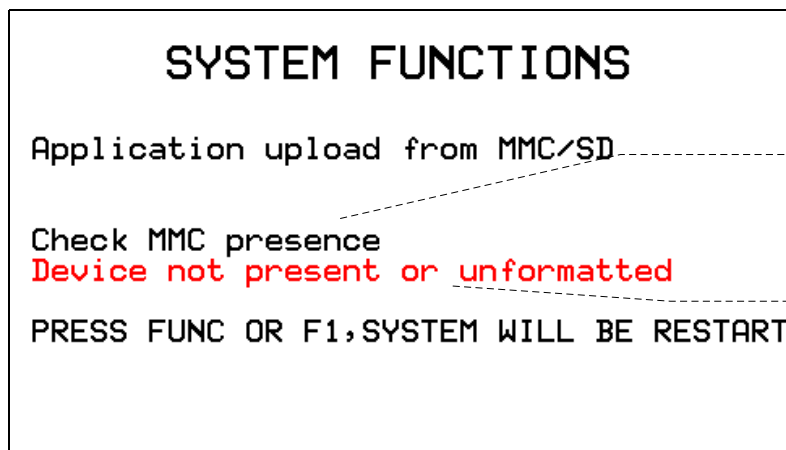 SYSTEM FUNCTIONS
Application upload from MMC/SD
Check MMC presence
Device not present or unformatted
PRESS FUNC OR F1,SYSTEM WILL BE RESTART